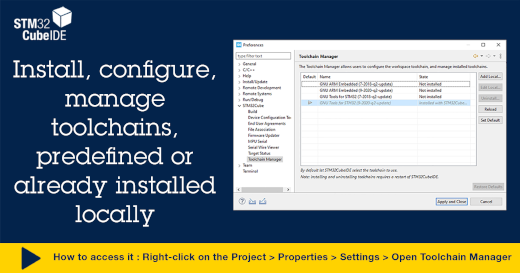 STM32
CubeIDE
Install, configure,
manage
toolchains,
predefined or
already installed
locally
Preferences
type filter text
General
C/C++
Help
Install/Update
Remote Development
Remote Systems
Run/Debug
STM32Cube
Build
Device Configuration To
End User Agreements
File Association
Firmware Updater
MPU Serial
Serial Wire Viewer
Target Status
Toolchain Manager
Team
Terminal
Toolchain Manager
The Toolchain Manager allows users to configure the workspace toolchain, and manage installed toolchains.
Default Name State
GNU ARM Embedded (7-2018-q2-update) Not installed
GNU ARM Embedded (9-2020-q2-update) Not installed
GNU Tools for STM32 (7-2018-q2-update) Not installed
GNU Tools for STM32 (9-2020-q2-update) Installed with STM32Cube...
Add Local...
Edit Local...
Uninstall...
Reload
Set Default
By default list STM32CubeIDE select the toolchain to use.
Note: Installing and uninstalling toolchains requires a restart of STM32CubeIDE.
Restore Defaults
Apply and Close
Cancel
How to access it : Right-click on the Project > Properties > Settings > Open Toolchain Manager